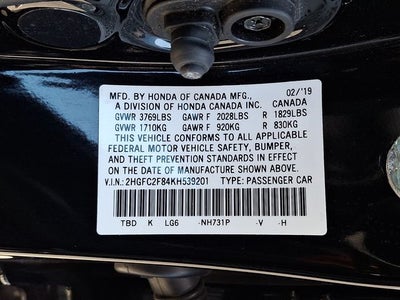 MFD. BY HONDA OF CANADA MFG., 02/'19
A DIVISION OF HONDA CANADA INC. CANADA
GVWR 3769LBS GAWR F 2028LBS R 1829LBS
GVWR 1710KG GAWR F 920KG R 830KG
THIS VEHICLE CONFORMS TO ALL APPLICABLE
FEDERAL MOTOR VEHICLE SAFETY, BUMPER,
AND THEFT PREVENTION STANDARDS IN EFFECT
ON THE DATE OF MANUFACTURE SHOWN ABOVE.
V.I.N.: 2HGFC2F84KH539201 TYPE: PASSENGER CAR
TBD K LG6 -NH731P -V -H